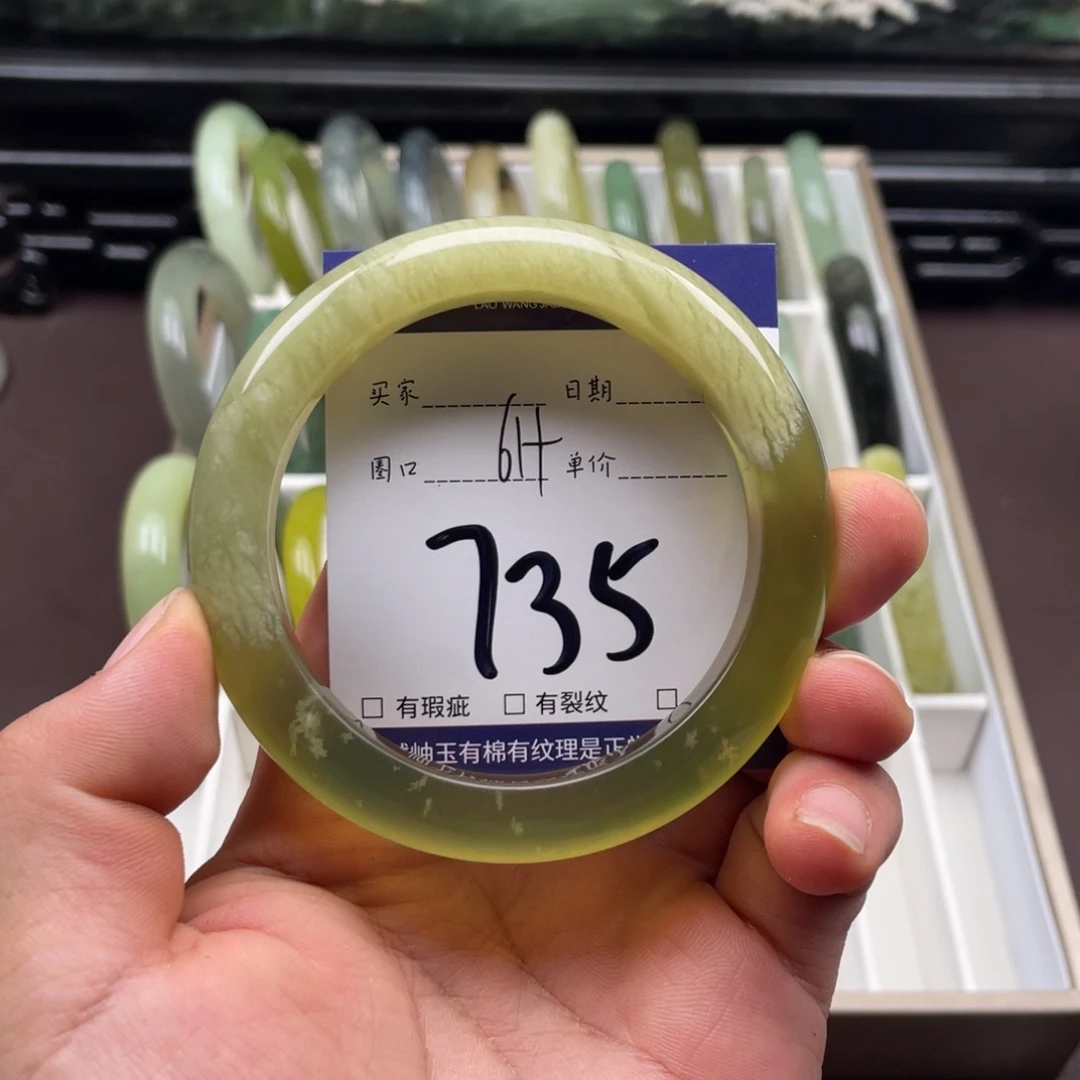 LAO WANG JA
买家 日期
圈口 61+ 单价
735
□ 有瑕疵 □ 有裂纹 □
岫玉有棉有纹理是正